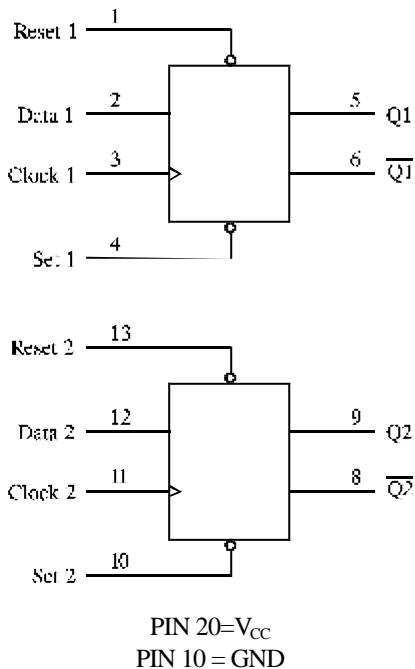 1
Reset 1
Data 1 2 5 Q1
Clock 1 3 6 Q1
Set 1 4
Reset 2 13
Data 2 12 9 Q2
Clock 2 11 8 Q2
Set 2 10
PIN 20=VCC
PIN 10 = GND